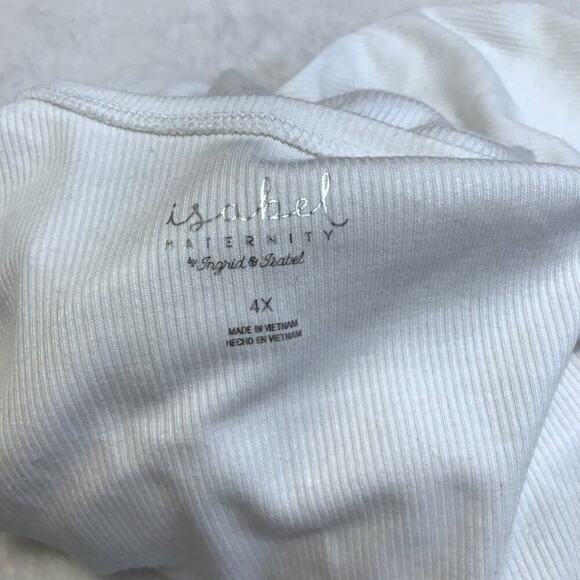 isabel
MATERNITY
by Ingrid & Isabel
4X
MADE IN VIETNAM
HECHO EN VIETNAM